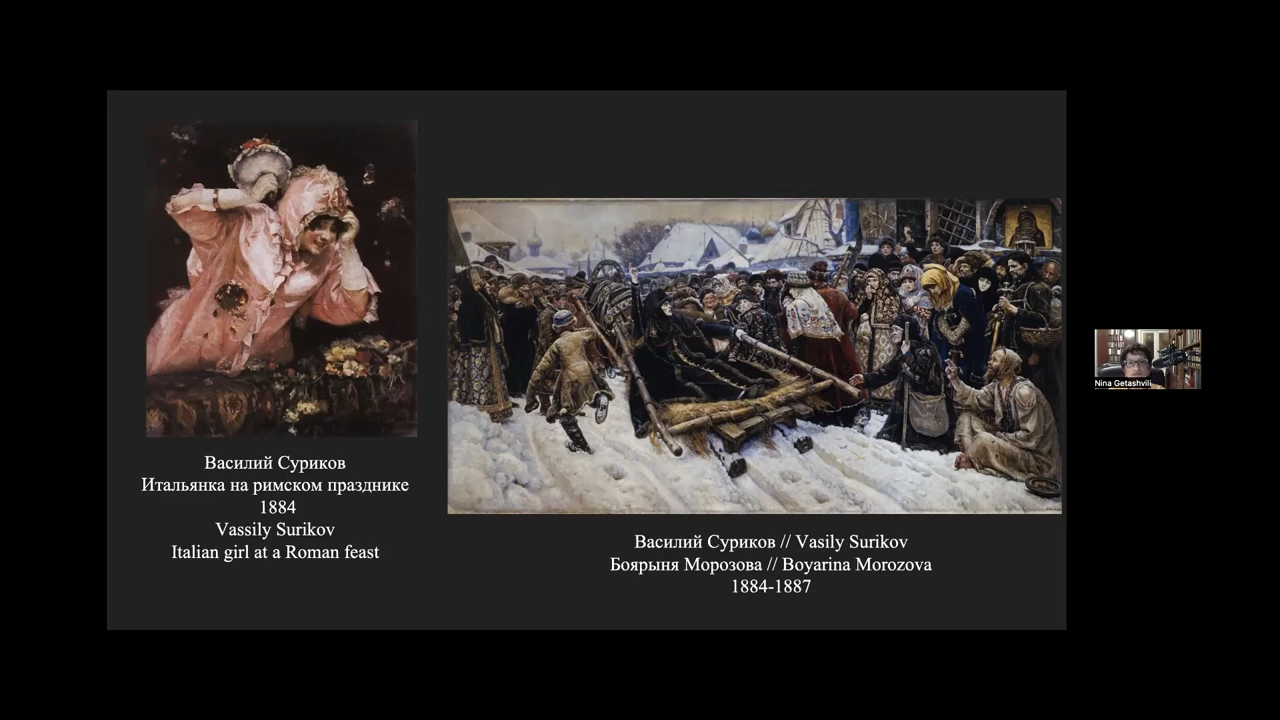 Василий Суриков
Итальянка на римском празднике
1884
Vassily Surikov
Italian girl at a Roman feast
Василий Суриков // Vasily Surikov
Боярыня Морозова // Boyarina Morozova
1884-1887
Nina Getashvili